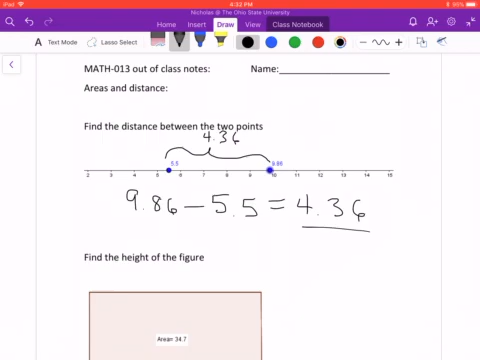 iPad
4:32 PM
Nicholas @ The Ohio State University
Home Insert Draw View Class Notebook
A Text Mode Lasso Select
MATH-013 out of class notes: Name:
Areas and distance:
Find the distance between the two points
4.36
5.5 9.86
2 3 4 5 6 7 8 9 10 11 12 13 14 15
9.86 - 5.5 = 4.36
Find the height of the figure
Area= 34.7